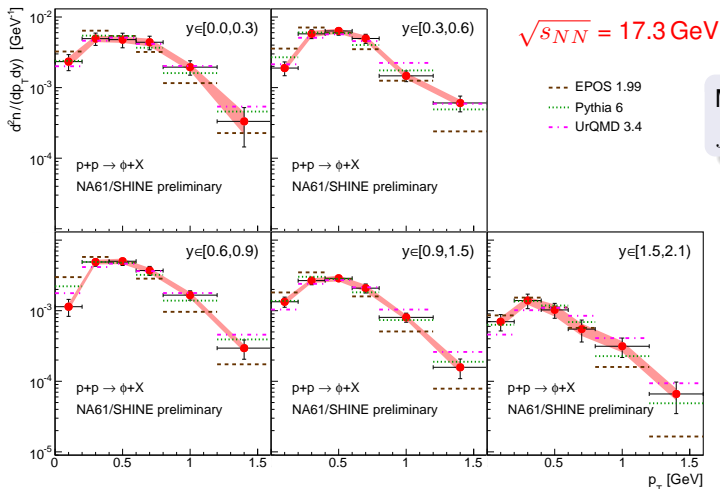 d²n/(dp_T dy) [GeV⁻¹]
10⁻²
10⁻³
10⁻⁴
y∈[0.0,0.3)
p+p → ϕ+X
NA61/SHINE preliminary
y∈[0.3,0.6)
p+p → ϕ+X
NA61/SHINE preliminary
√s_NN = 17.3 GeV
EPOS 1.99
Pythia 6
UrQMD 3.4
10⁻³
10⁻⁴
10⁻⁵
y∈[0.6,0.9)
p+p → ϕ+X
NA61/SHINE preliminary
y∈[0.9,1.5)
p+p → ϕ+X
NA61/SHINE preliminary
y∈[1.5,2.1)
p+p → ϕ+X
NA61/SHINE preliminary
0 0.5 1 1.5
0 0.5 1 1.5
0 0.5 1 1.5
p_T [GeV]